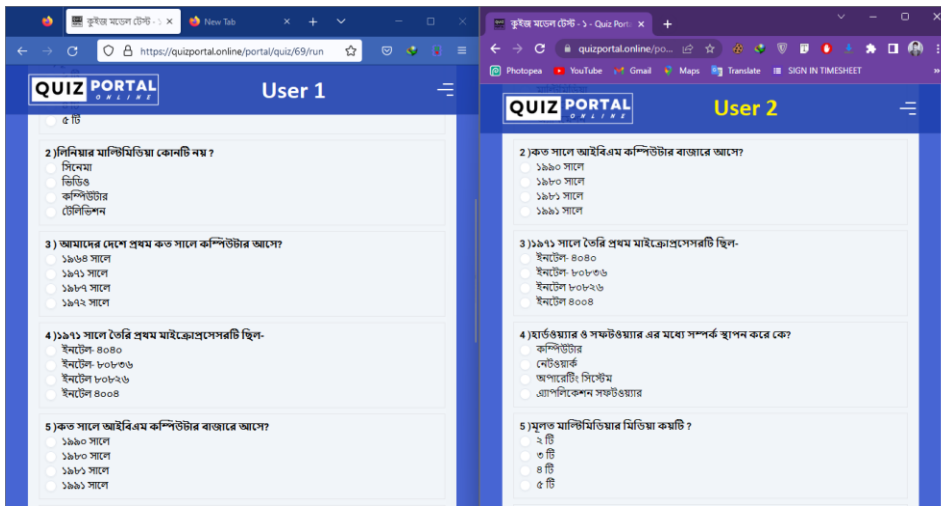 কুইজ মডেল টেস্ট - ১
New Tab
https://quizportal.online/portal/quiz/69/run
QUIZ PORTAL
ONLINE
User 1
৫ টি
2 )লিনিয়ার মাল্টিমিডিয়া কোনটি নয় ?
সিনেমা
ভিডিও
কম্পিউটার
টেলিভিশন
3 ) আমাদের দেশে প্রথম কত সালে কম্পিউটার আসে?
১৯৬৪ সালে
১৯৭১ সালে
১৯৮৭ সালে
১৯৭২ সালে
4 )১৯৭১ সালে তৈরি প্রথম মাইক্রোপ্রসেসরটি ছিল-
ইনটেল- ৪০৪০
ইনটেল- ৮০৮৩৬
ইনটেল ৮০৮২৬
ইনটেল ৪০০৪
5 )কত সালে আইবিএম কম্পিউটার বাজারে আসে?
১৯৯০ সালে
১৯৮০ সালে
১৯৮১ সালে
১৯৯১ সালে
কুইজ মডেল টেস্ট - ১ - Quiz Port
quizportal.online/po...
Photopea YouTube Gmail Maps Translate SIGN IN TIMESHEET
QUIZ PORTAL
ONLINE
User 2
2 )কত সালে আইবিএম কম্পিউটার বাজারে আসে?
১৯৯০ সালে
১৯৮০ সালে
১৯৮১ সালে
১৯৯১ সালে
3 )১৯৭১ সালে তৈরি প্রথম মাইক্রোপ্রসেসরটি ছিল-
ইনটেল- ৪০৪০
ইনটেল- ৮০৮৩৬
ইনটেল ৮০৮২৬
ইনটেল ৪০০৪
4 )হার্ডওয়্যার ও সফটওয়্যার এর মধ্যে সম্পর্ক স্থাপন করে কে?
কম্পিউটার
নেটওয়ার্ক
অপারেটিং সিস্টেম
এ্যাপলিকেশন সফটওয়্যার
5 )মূলত মাল্টিমিডিয়ার মিডিয়া কয়টি ?
২ টি
৩ টি
৪ টি
৫ টি